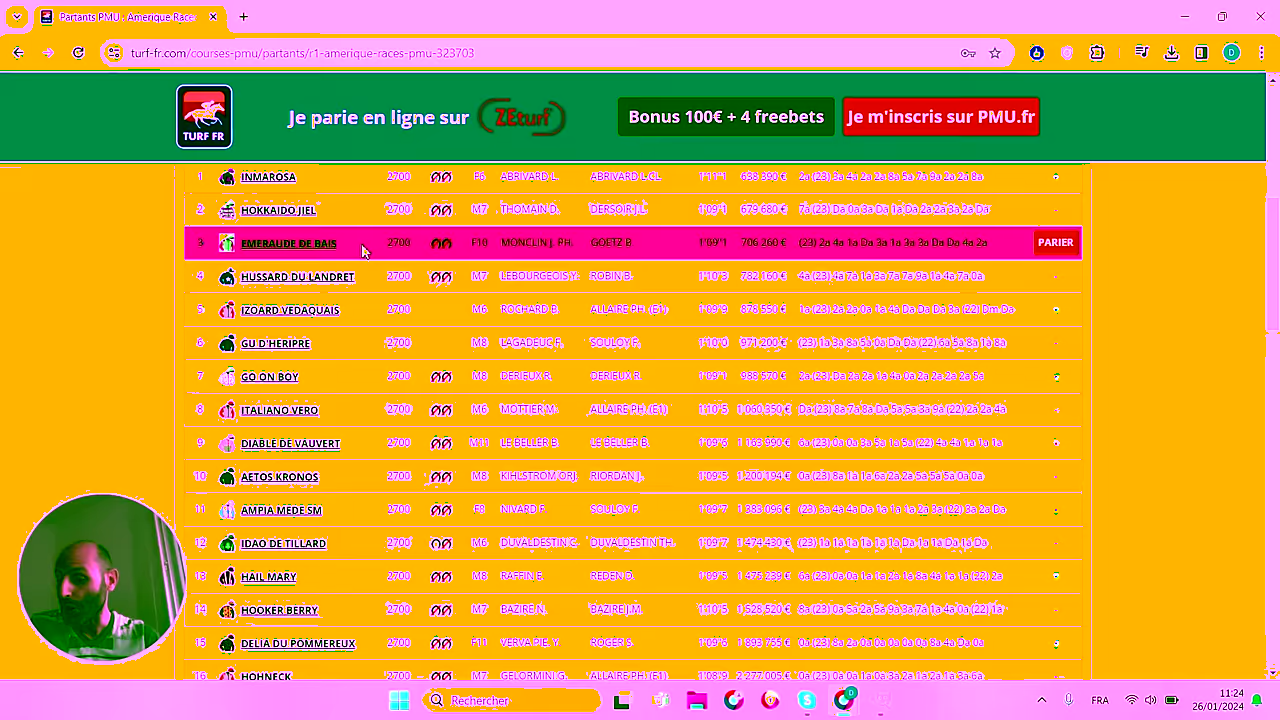 Partants PMU : Amerique Race
turf-fr.com/courses-pmu/partants/r1-amerique-races-pmu-323703
TURF FR
Je parie en ligne sur ZEturf
Bonus 100€ + 4 freebets
Je m'inscris sur PMU.fr
1 INMAROSA 2700 F6 ABRIVARD L. ABRIVARD L.CL. 1'11"1 638 390 € 2a (23) 3a 4a 2a 2a 8a 5a 7a 9a 2a 2a 8a
2 HOKKAIDO JIEL 2700 M7 THOMAIN D. DERSOIR J.L. 1'09"1 679 680 € 7a (23) Da 0a 3a Da 1a Da 2a 2a 3a 2a Da
3 EMERAUDE DE BAIS 2700 F10 MONCLIN J. PH. GOETZ B. 1'09"1 706 260 € (23) 2a 4a 1a Da 3a 1a 3a 3a Da Da 4a 2a PARIER
4 HUSSARD DU LANDRET 2700 M7 LEBOURGEOIS Y. ROBIN B. 1'10"3 782 160 € 4a (23) 4a 7a 1a 3a 7a 7a 9a 1a 4a 7a 0a
5 IZOARD VEDAQUAIS 2700 M6 ROCHARD B. ALLAIRE PH. (E1) 1'09"9 878 550 € 1a (23) 2a 2a 0a 1a 4a Da Da Da 3a (22) Dm Da
6 GU D'HERIPRE 2700 M8 LAGADEUC F. SOULOY F. 1'10"0 971 200 € (23) 1a 3a 8a 5a 0a Da Da (22) 6a 5a 8a 1a 8a
7 GO ON BOY 2700 M8 DERIEUX R. DERIEUX R. 1'09"1 988 570 € 2a (23) Da 2a 2a 1a 4a 0a 2a 2a 2a 2a 5a
8 ITALIANO VERO 2700 M6 MOTTIER M. ALLAIRE PH. (E1) 1'10"5 1 060 350 € Da (23) 8a 7a 8a Da 5a 5a 3a 9a (22) 2a 2a
9 DIABLE DE VAUVERT 2700 M11 LE BELLER B. LE BELLER B. 1'09"6 1 163 990 € 6a (23) 0a 0a 3a 5a 1a 5a (22) 4a 4a 1a 1a 1a
10 AETOS KRONOS 2700 M8 KIHLSTROM ORJ. RIORDAN J. 1'09"5 1 200 194 € 0a (23) 8a 1a 1a 6a 2a 2a 5a 5a 5a 0a 0a
11 AMPIA MEDE SM 2700 F8 NIVARD F. SOULOY F. 1'09"7 1 383 096 € (23) 3a 4a 4a Da 1a 1a 1a 2a (22) 3a 2a Da
12 IDAO DE TILLARD 2700 M6 DUVALDESTIN C. DUVALDESTIN TH. 1'09"7 1 474 430 € (23) 1a 1a 1a 1a 1a 1a Da 1a 1a Da Da
13 HAIL MARY 2700 M8 RAFFIN E. REDEN D. 1'09"5 1 475 239 € 6a (23) 0a 0a 1a 1a 2a 1a 8a 4a 1a 1a (22) 2a
14 HOOKER BERRY 2700 M7 BAZIRE N. BAZIRE J.M. 1'10"5 1 528 520 € 8a (23) 0a 5a 2a 5a 9a 3a 7a 1a 4a 0a (22) 1a
15 DELIA DU POMMEREUX 2700 F11 VERVA PIE. Y. ROGER S. 1'09"6 1 893 755 € 0a (23) 8a 2a 0a 0a 0a 0a 0a 8a 4a Da 0a
16 HOHNECK 2700 M7 GELORMINI G. ALLAIRE PH. (E1) 1'08"9 2 277 005 €
Rechercher
FRA
11:24
26/01/2024